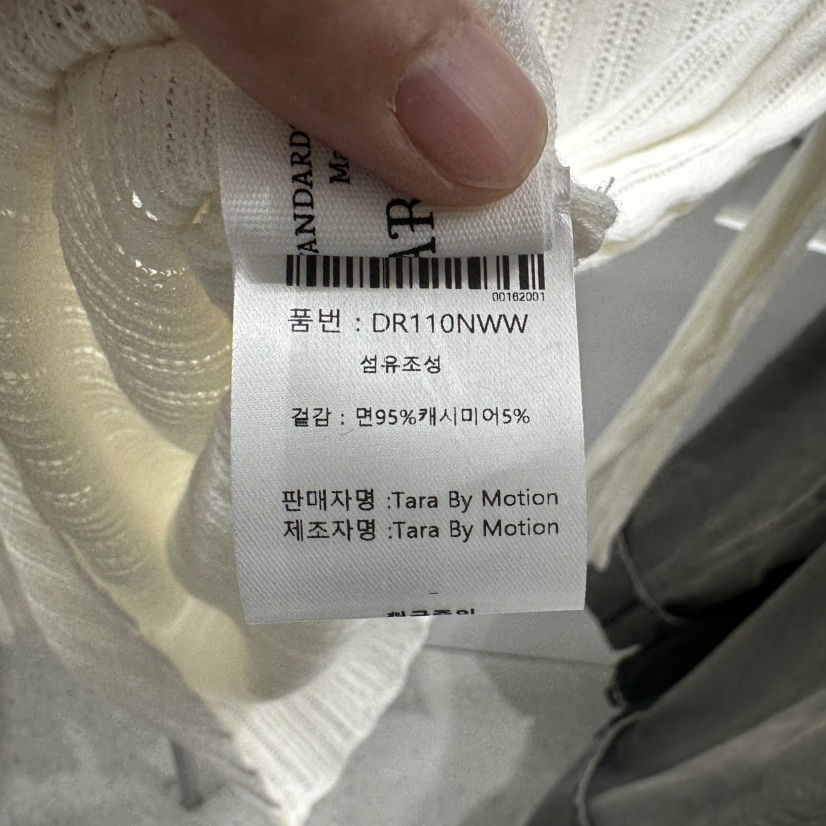 00162001
품번 : DR110NWW
섬유조성
겉감 : 면95%캐시미어5%
판매자명 :Tara By Motion
제조자명 :Tara By Motion